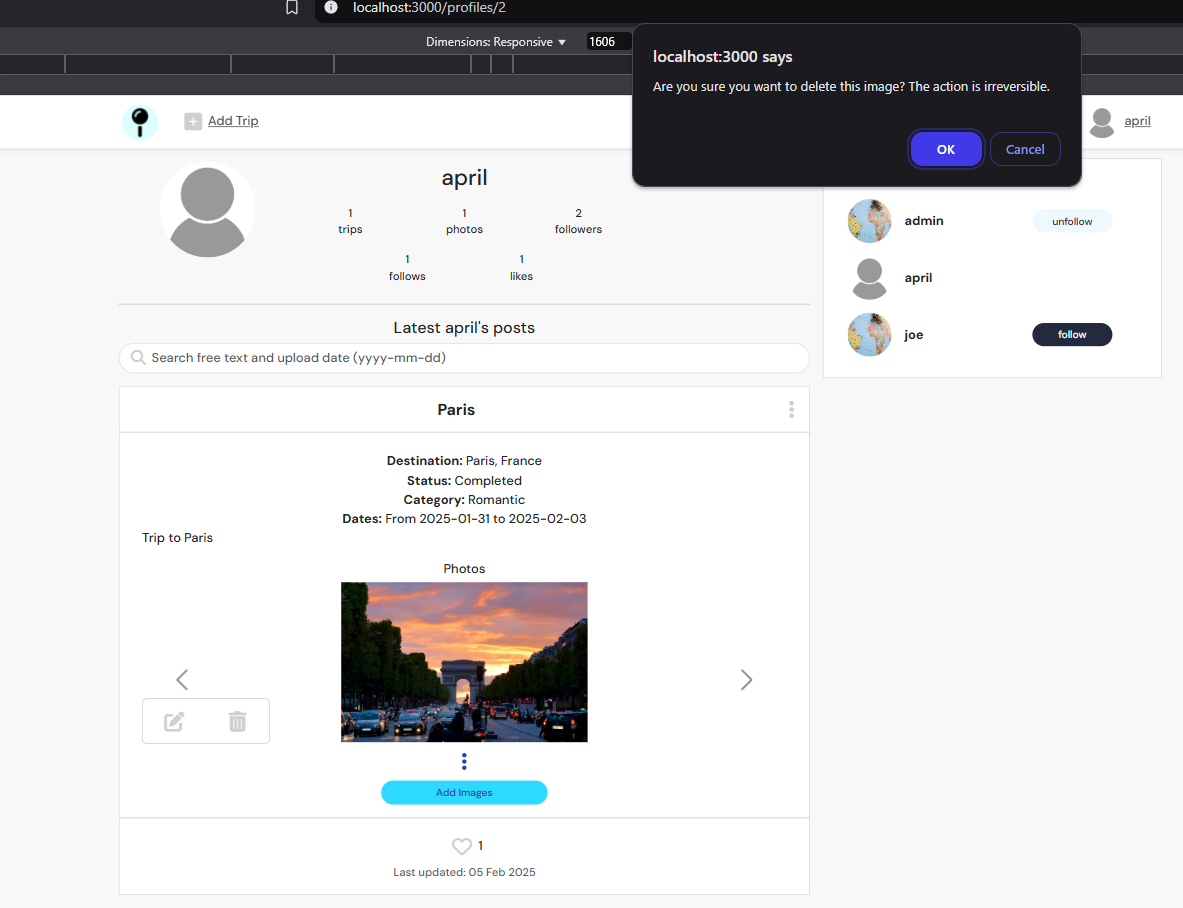 localhost:3000/profiles/2
Dimensions: Responsive
1606
localhost:3000 says
Are you sure you want to delete this image? The action is irreversible.
OK
Cancel
Add Trip
april
april
1
trips
1
photos
2
followers
1
follows
1
likes
admin
unfollow
april
joe
follow
Latest april's posts
Search free text and upload date (yyyy-mm-dd)
Paris
Destination: Paris, France
Status: Completed
Category: Romantic
Dates: From 2025-01-31 to 2025-02-03
Trip to Paris
Photos
Add Images
1
Last updated: 05 Feb 2025